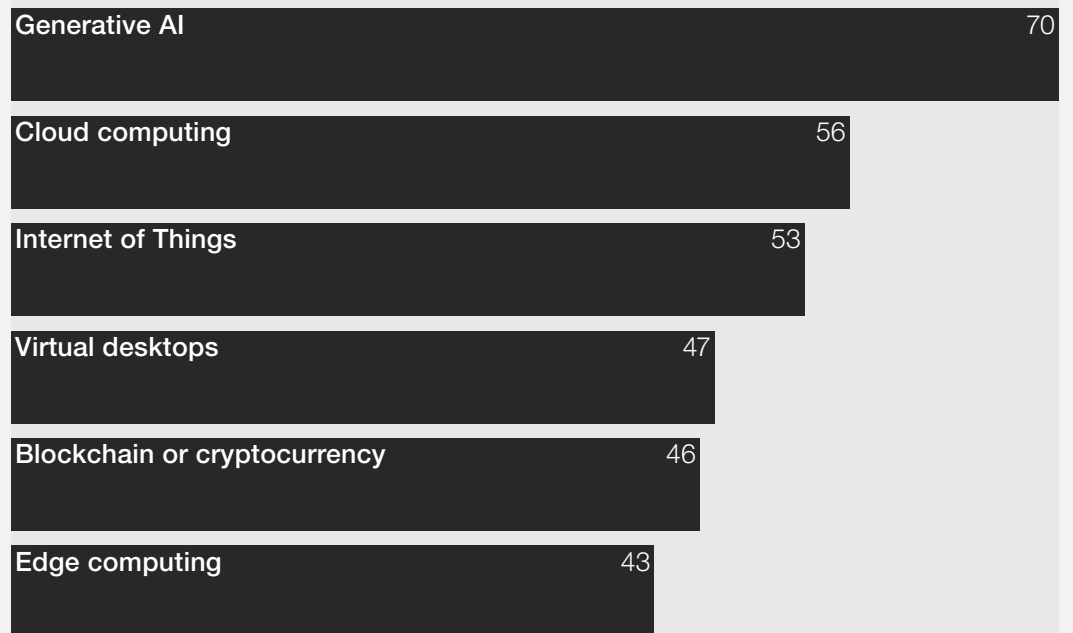 Generative AI 70
Cloud computing 56
Internet of Things 53
Virtual desktops 47
Blockchain or cryptocurrency 46
Edge computing 43